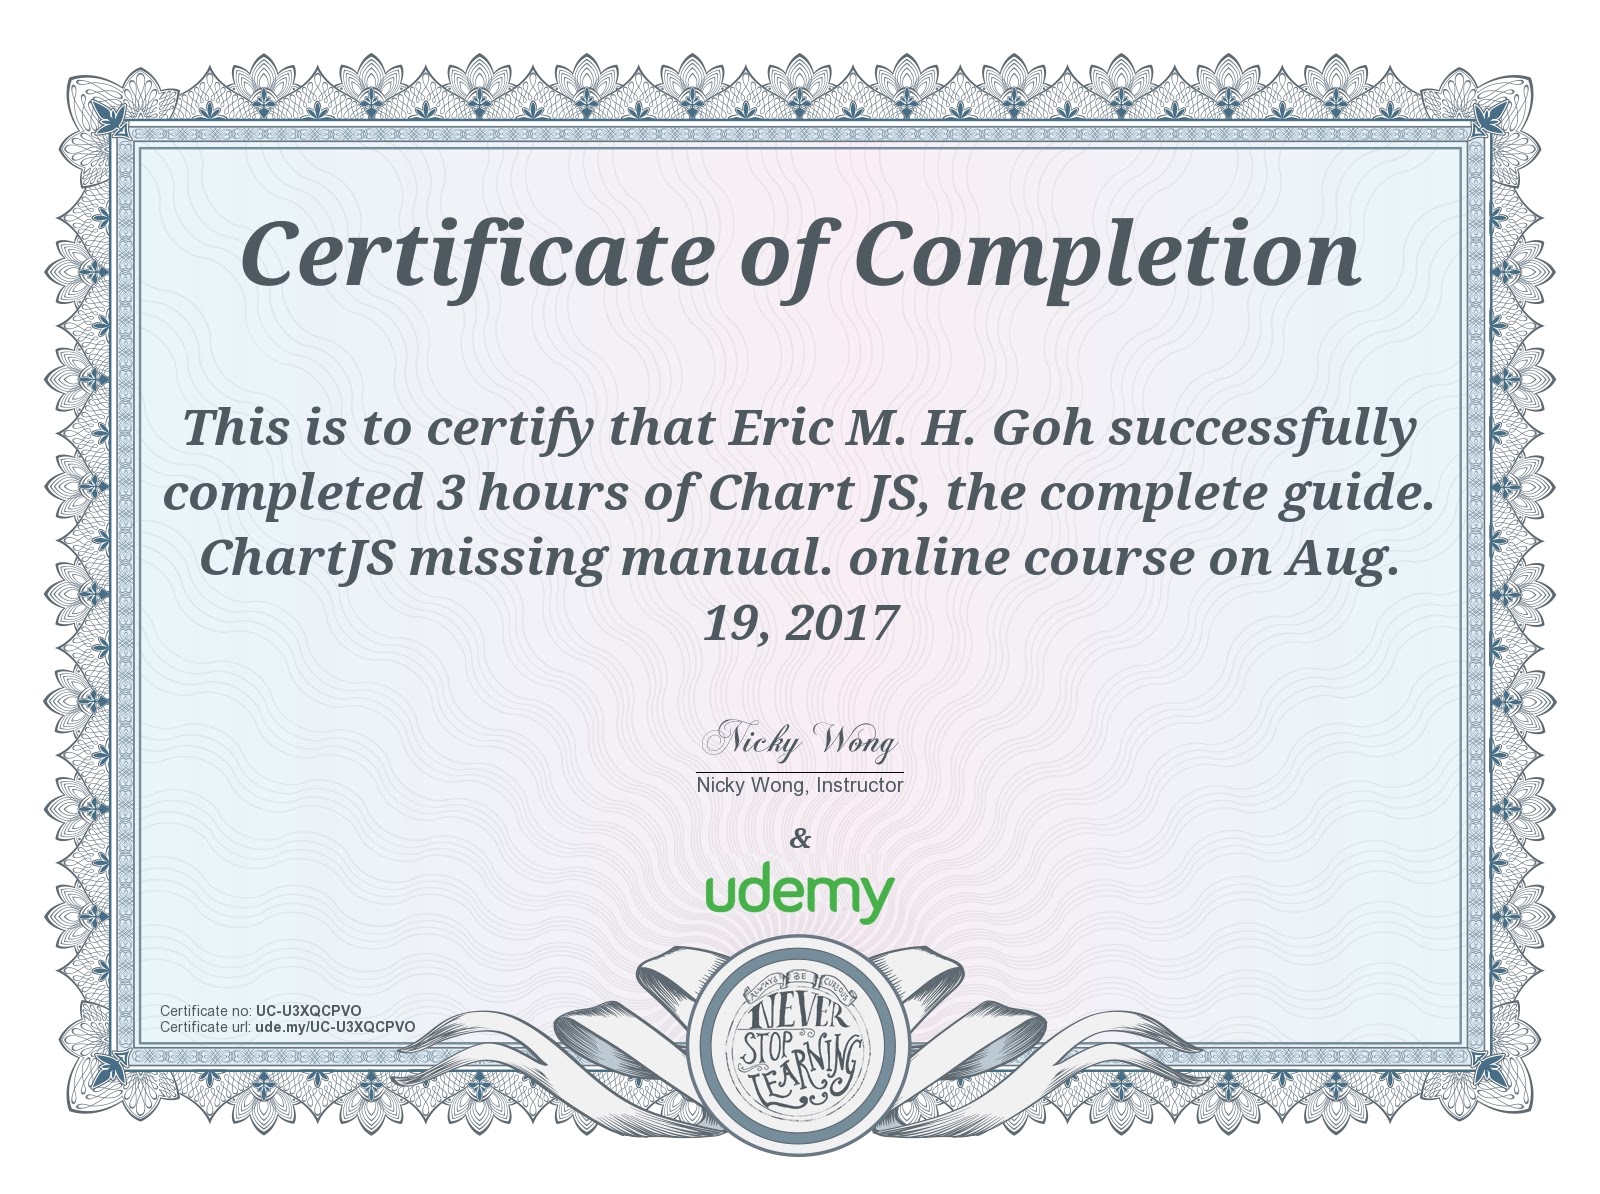 Certificate of Completion
This is to certify that Eric M. H. Goh successfully
completed 3 hours of Chart JS, the complete guide.
ChartJS missing manual. online course on Aug.
19, 2017
Nicky Wong
Nicky Wong, Instructor
&
udemy
Certificate no: UC-U3XQCPVO
Certificate url: ude.my/UC-U3XQCPVO
ALWAYS BE CURIOUS
NEVER
STOP
LEARNING